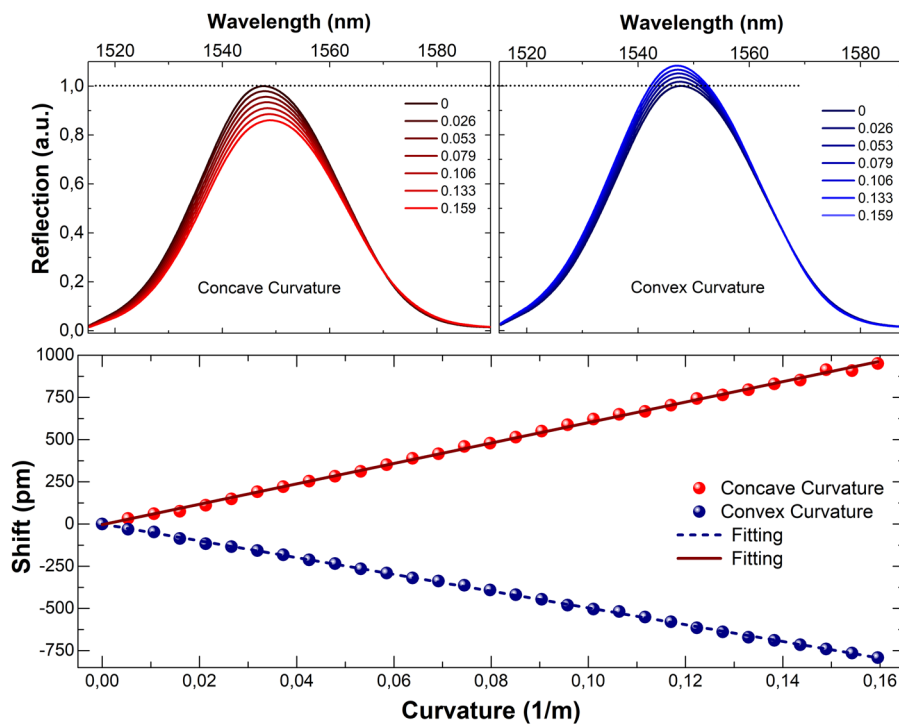 Wavelength (nm)
1520 1540 1560 1580
Wavelength (nm)
1520 1540 1560 1580
Reflection (a.u.)
1,0
0,8
0,6
0,4
0,2
0,0
0
0.026
0.053
0.079
0.106
0.133
0.159
Concave Curvature
0
0.026
0.053
0.079
0.106
0.133
0.159
Convex Curvature
Shift (pm)
1000
750
500
250
0
-250
-500
-750
Concave Curvature
Convex Curvature
Fitting
Fitting
0,00 0,02 0,04 0,06 0,08 0,10 0,12 0,14 0,16
Curvature (1/m)